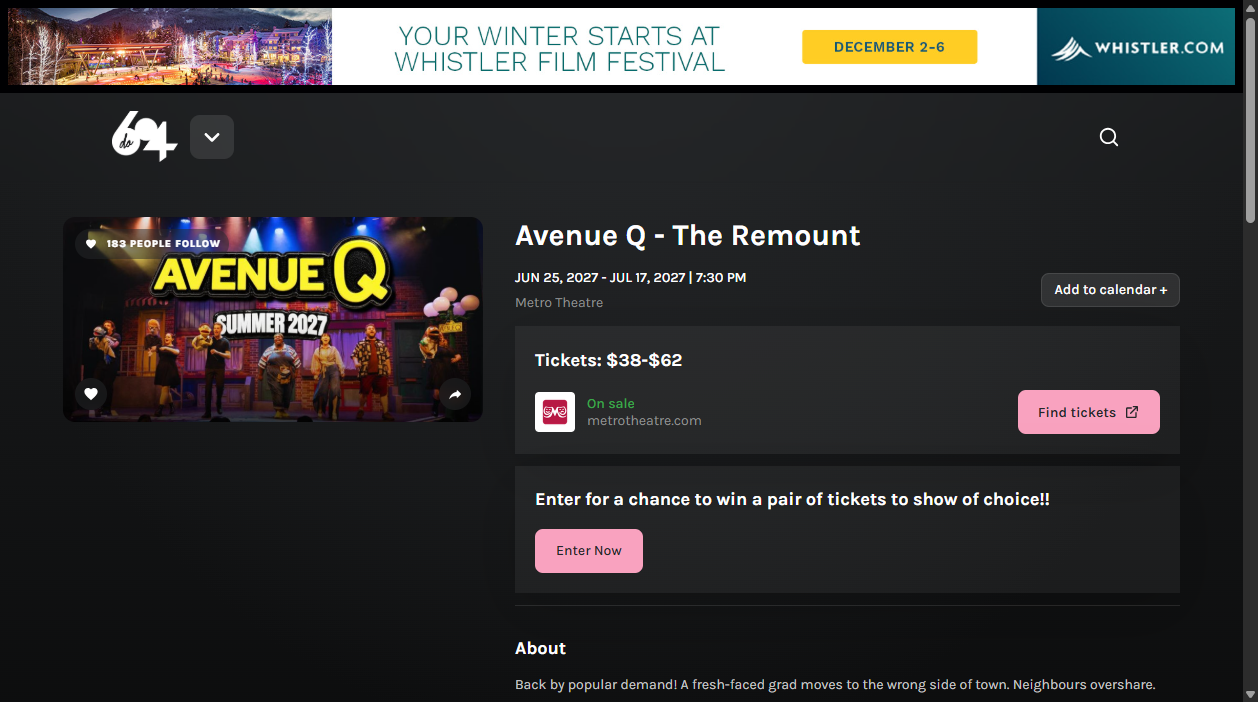 YOUR WINTER STARTS AT
WHISTLER FILM FESTIVAL
DECEMBER 2-6
WHISTLER.COM
do604
183 PEOPLE FOLLOW
AVENUE Q
SUMMER 2027
Avenue Q - The Remount
JUN 25, 2027 - JUL 17, 2027 | 7:30 PM
Metro Theatre
Add to calendar +
Tickets: $38-$62
On sale
metrotheatre.com
Find tickets
Enter for a chance to win a pair of tickets to show of choice!!
Enter Now
About
Back by popular demand! A fresh-faced grad moves to the wrong side of town. Neighbours overshare.